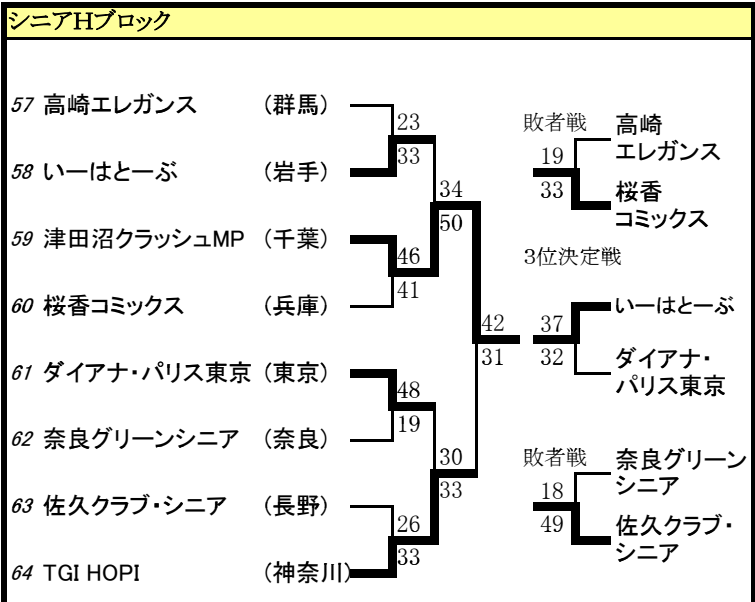 シニアHブロック
57 高崎エレガンス (群馬)
58 いーはとーぶ (岩手)
59 津田沼クラッシュMP (千葉)
60 桜香コミックス (兵庫)
61 ダイアナ・パリス東京 (東京)
62 奈良グリーンシニア (奈良)
63 佐久クラブ・シニア (長野)
64 TGI HOPI (神奈川)
23
33
46
41
48
19
26
33
34
50
30
33
42
31
敗者戦
19
33
高崎
エレガンス
桜香
コミックス
3位決定戦
37
32
いーはとーぶ
ダイアナ・
パリス東京
敗者戦
18
49
奈良グリーン
シニア
佐久クラブ・
シニア